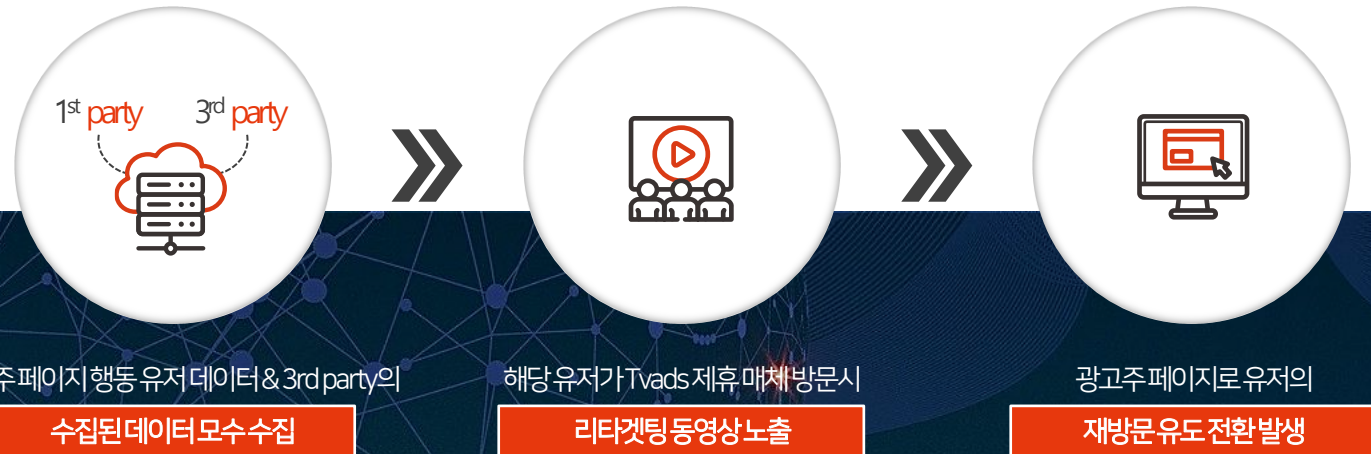 1st party
3rd party
주페이지 행동 유저 데이터 & 3rd party의
수집된 데이터 모수 수집
해당 유저가 Tvads 제휴 매체 방문시
리타겟팅 동영상 노출
광고주 페이지로 유저의
재방문 유도 전환 발생